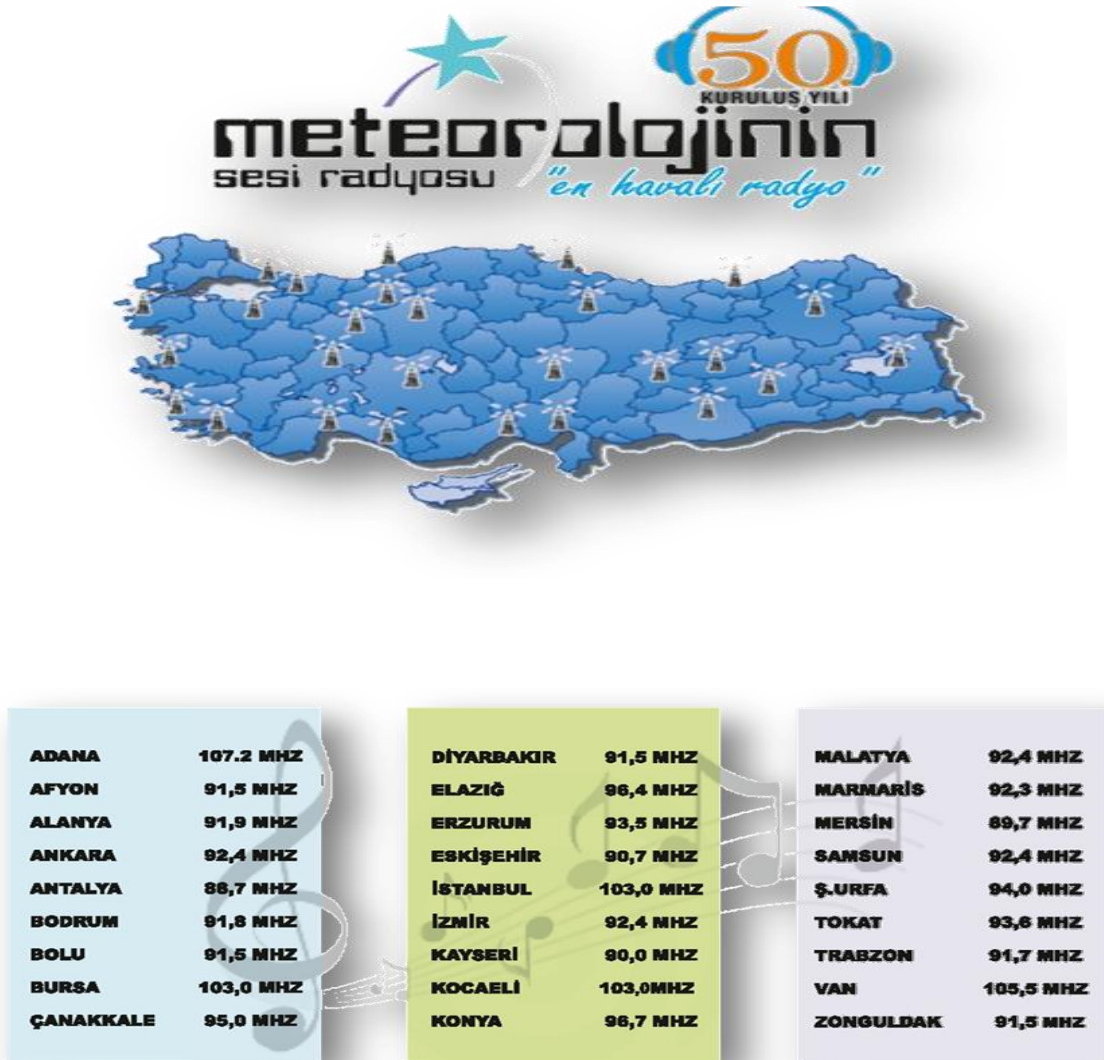 50.
KURULUŞ YILI
meteorolojinin
sesi radyosu
"en havalı radyo"
ADANA 107.2 MHZ
AFYON 91,5 MHZ
ALANYA 91,9 MHZ
ANKARA 92,4 MHZ
ANTALYA 88,7 MHZ
BODRUM 91,8 MHZ
BOLU 91,5 MHZ
BURSA 103,0 MHZ
ÇANAKKALE 95,0 MHZ
DİYARBAKIR 91,5 MHZ
ELAZIĞ 96,4 MHZ
ERZURUM 93,5 MHZ
ESKİŞEHİR 90,7 MHZ
İSTANBUL 103,0 MHZ
İZMİR 92,4 MHZ
KAYSERİ 90,0 MHZ
KOCAELİ 103,0MHZ
KONYA 96,7 MHZ
MALATYA 92,4 MHZ
MARMARİS 92,3 MHZ
MERSİN 89,7 MHZ
SAMSUN 92,4 MHZ
Ş.URFA 94,0 MHZ
TOKAT 93,6 MHZ
TRABZON 91,7 MHZ
VAN 105,5 MHZ
ZONGULDAK 91,5 MHZ